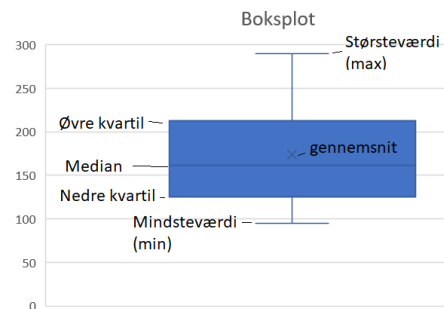 Boksplot
300
Størsteværdi
(max)
250
200
Øvre kvartil
gennemsnit
Median
150
Nedre kvartil
100
Mindsteværdi
(min)
50
0